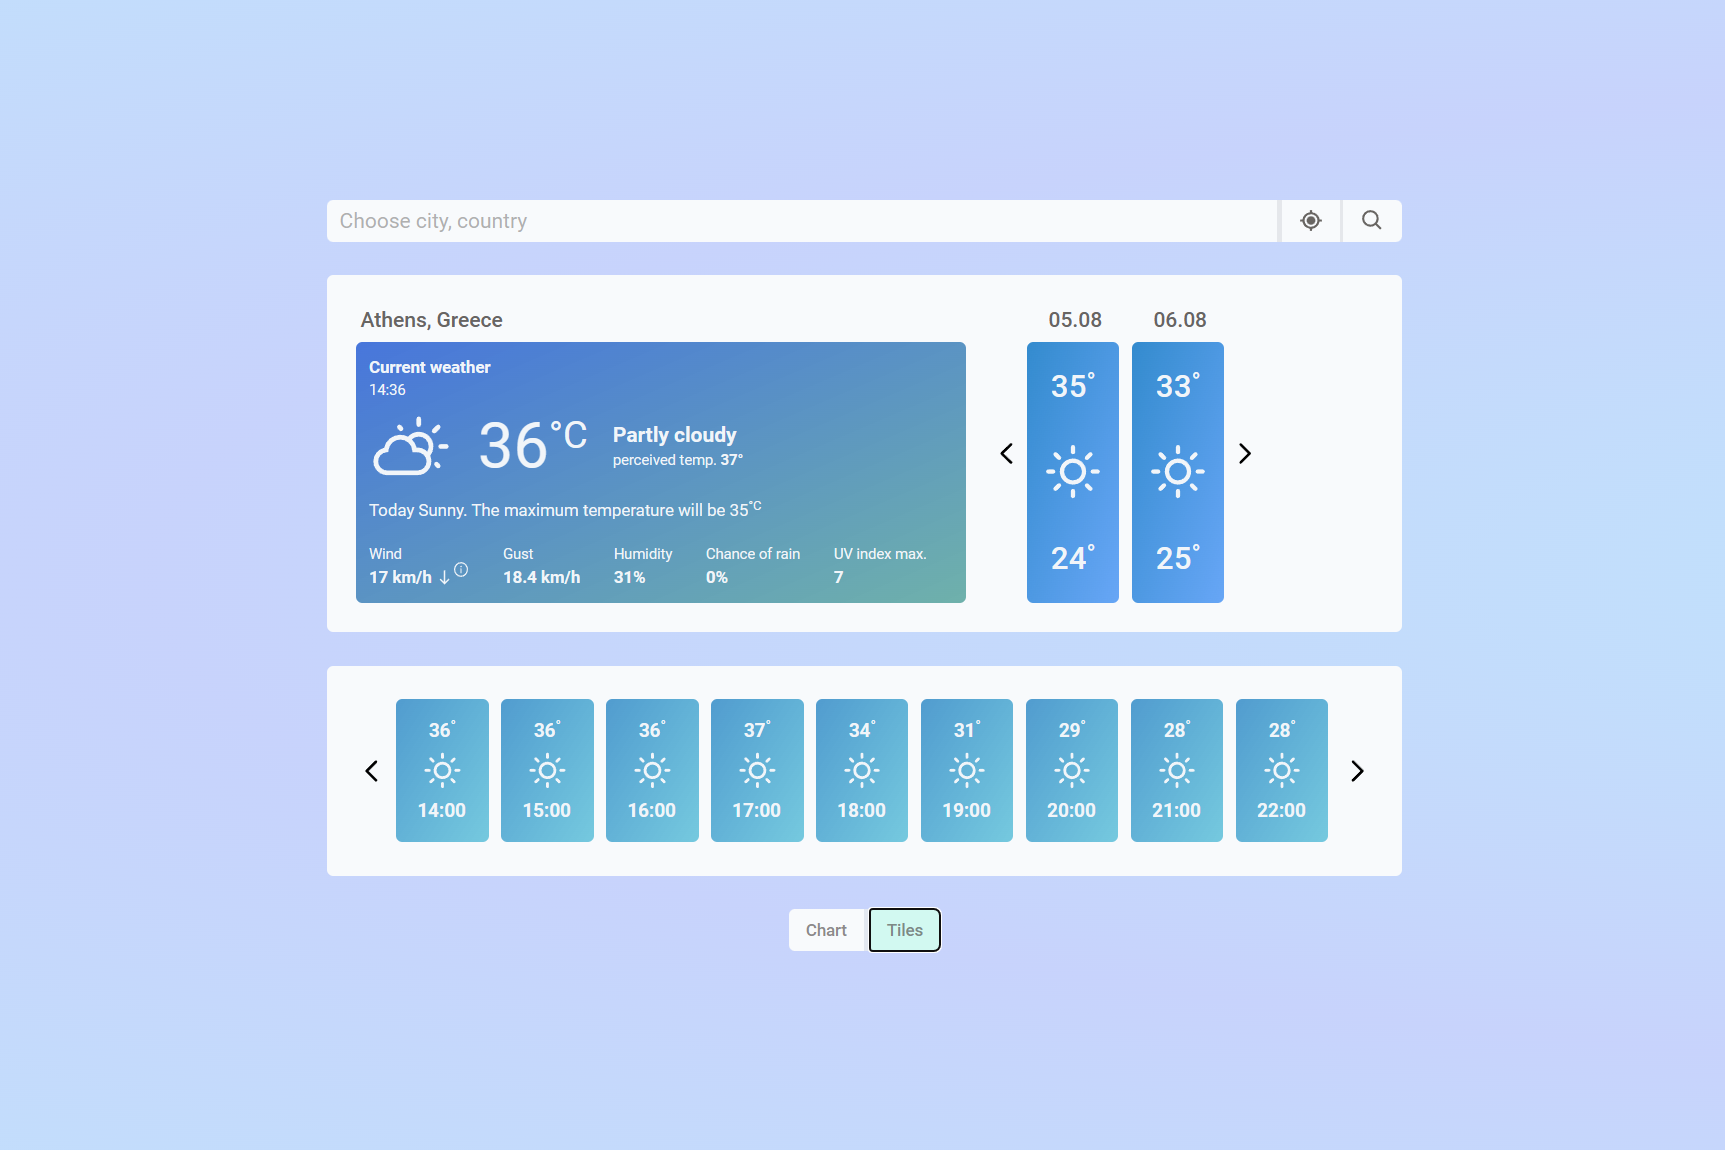 Choose city, country
Athens, Greece
Current weather
14:36
36°C
Partly cloudy
perceived temp. 37°
Today Sunny. The maximum temperature will be 35°C
Wind Gust Humidity Chance of rain UV index max.
17 km/h ↓ 18.4 km/h 31% 0% 7
05.08 06.08
35° 33°
24° 25°
36° 36° 36° 37° 34° 31° 29° 28° 28°
14:00 15:00 16:00 17:00 18:00 19:00 20:00 21:00 22:00
Chart Tiles